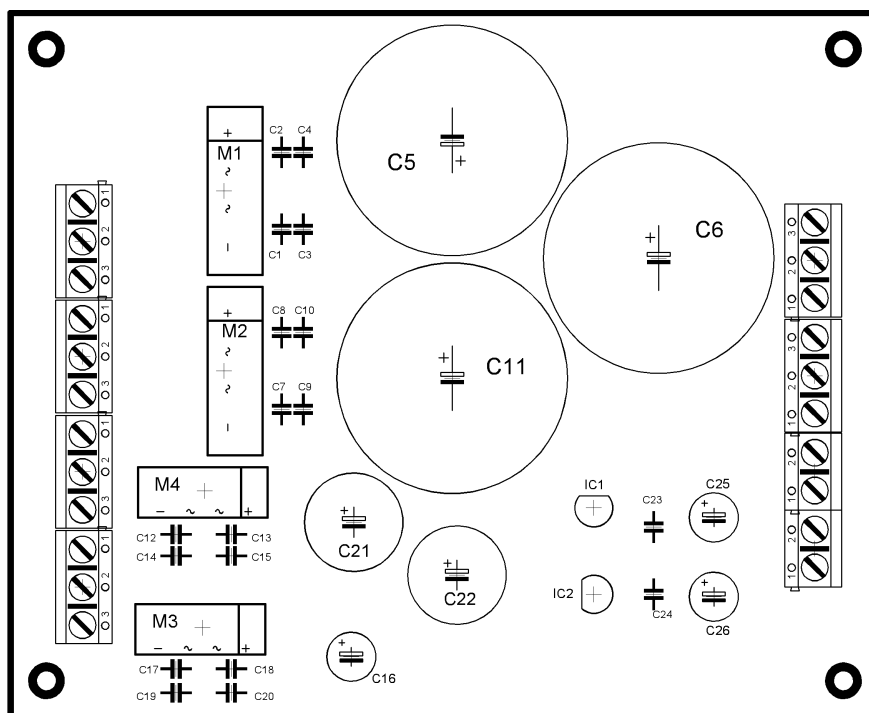 C2 C4
M1
+
~
~
–
C1 C3
C5
+
C6
+
1
2
3
3
2
1
M2
+
~
~
–
C8 C10
C7 C9
C11
+
1
2
3
3
2
1
M4
– ~ ~ +
C12 C13
C14 C15
1
2
3
2
1
C21
+
C22
+
IC1
C23
C25
+
2
1
1
2
3
IC2
C24
C26
+
M3
– ~ ~ +
C17 C18
C19 C20
C16
+